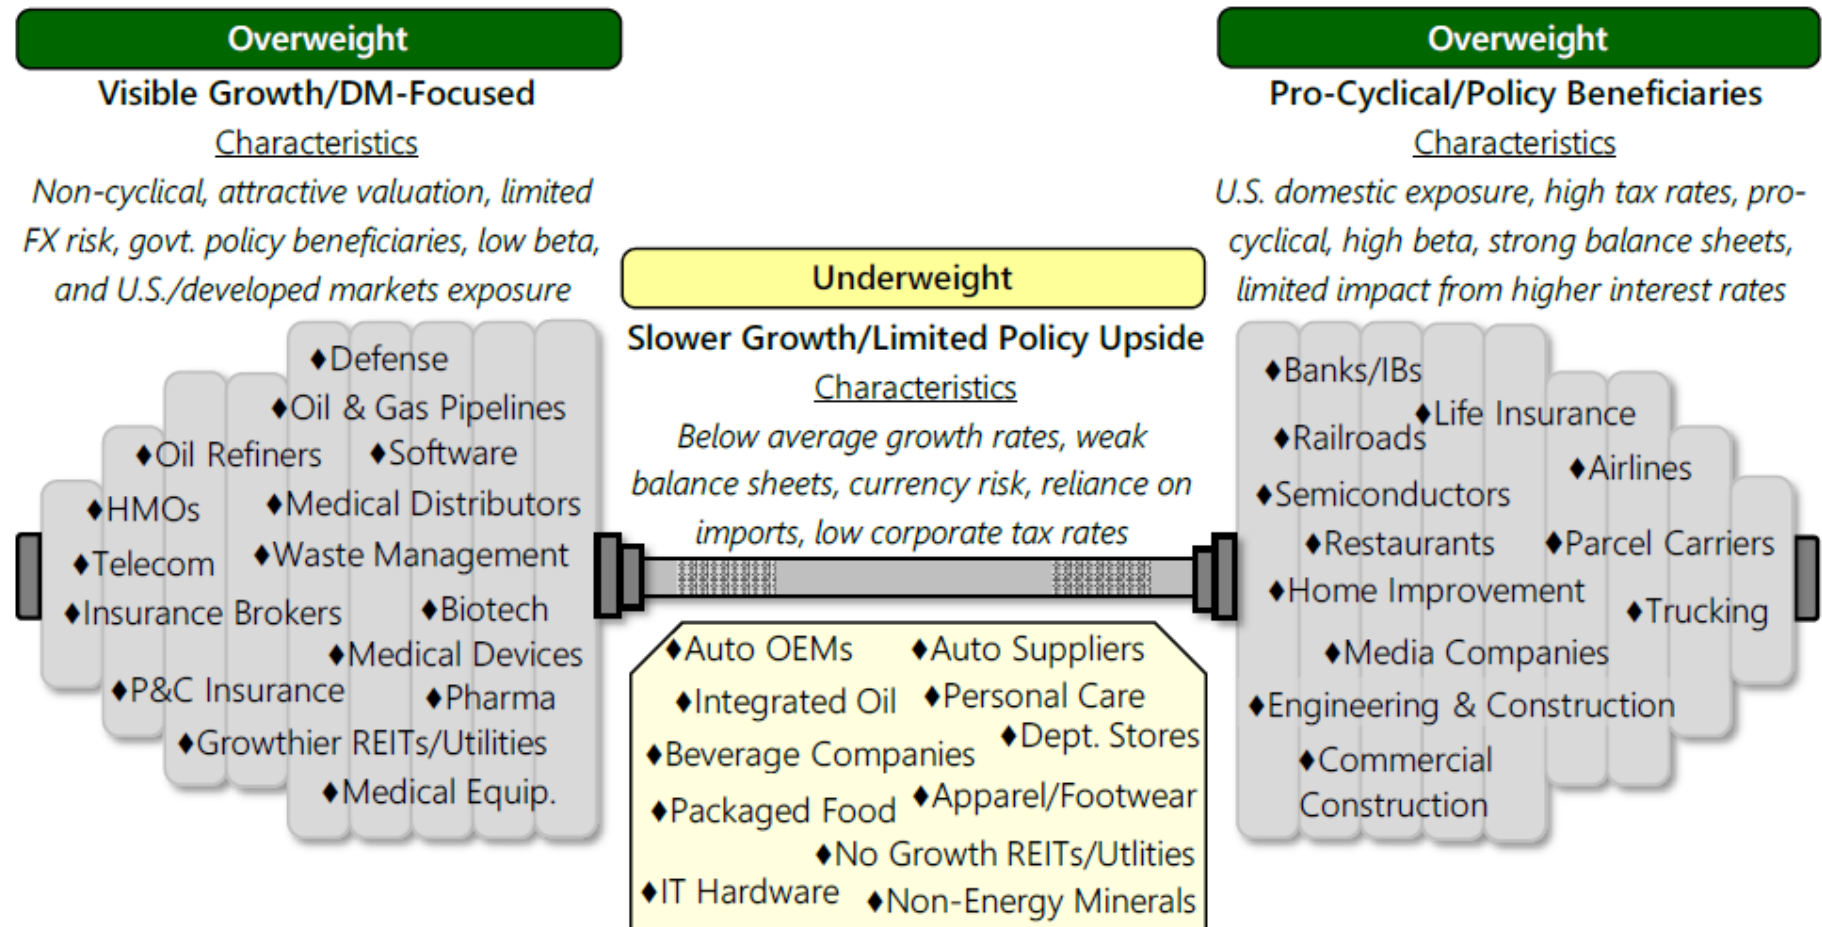 Overweight
Visible Growth/DM-Focused
Characteristics
Non-cyclical, attractive valuation, limited
FX risk, govt. policy beneficiaries, low beta,
and U.S./developed markets exposure
♦Defense
♦Oil & Gas Pipelines
♦Oil Refiners
♦Software
♦HMOs
♦Medical Distributors
♦Telecom
♦Waste Management
♦Insurance Brokers
♦Biotech
♦Medical Devices
♦P&C Insurance
♦Pharma
♦Growthier REITs/Utilities
♦Medical Equip.
Underweight
Slower Growth/Limited Policy Upside
Characteristics
Below average growth rates, weak
balance sheets, currency risk, reliance on
imports, low corporate tax rates
♦Auto OEMs
♦Auto Suppliers
♦Integrated Oil
♦Personal Care
♦Dept. Stores
♦Beverage Companies
♦Apparel/Footwear
♦Packaged Food
♦No Growth REITs/Utlities
♦IT Hardware
♦Non-Energy Minerals
Overweight
Pro-Cyclical/Policy Beneficiaries
Characteristics
U.S. domestic exposure, high tax rates, pro-
cyclical, high beta, strong balance sheets,
limited impact from higher interest rates
♦Banks/IBs
♦Life Insurance
♦Railroads
♦Airlines
♦Semiconductors
♦Restaurants
♦Parcel Carriers
♦Home Improvement
♦Trucking
♦Media Companies
♦Engineering & Construction
♦Commercial
Construction